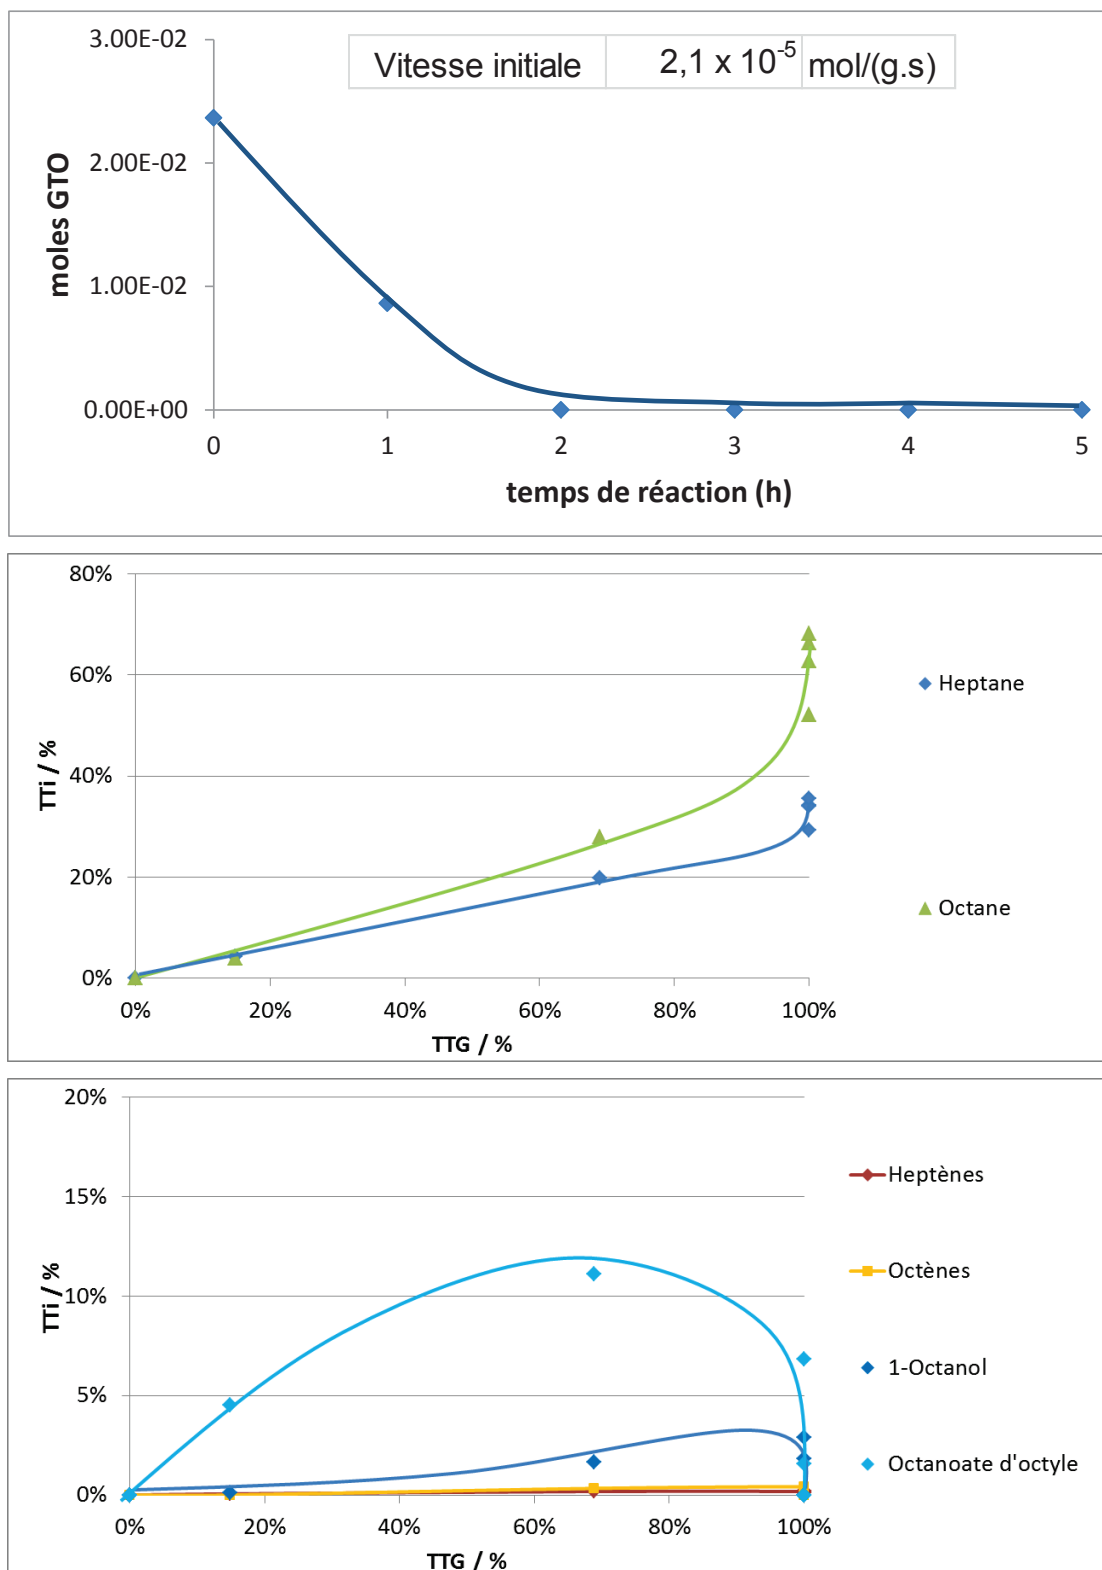 3.00E-02
Vitesse initiale 2,1 x 10-5 mol/(g.s)
2.00E-02
moles GTO
1.00E-02
0.00E+00
0 1 2 3 4 5
temps de réaction (h)
80%
60%
Heptane
TTi / %
40%
20%
Octane
0%
0% 20% 40% 60% 80% 100%
TTG / %
20%
Heptènes
15%
Octènes
TTi / %
10%
1-Octanol
5%
Octanoate d'octyle
0%
0% 20% 40% 60% 80% 100%
TTG / %